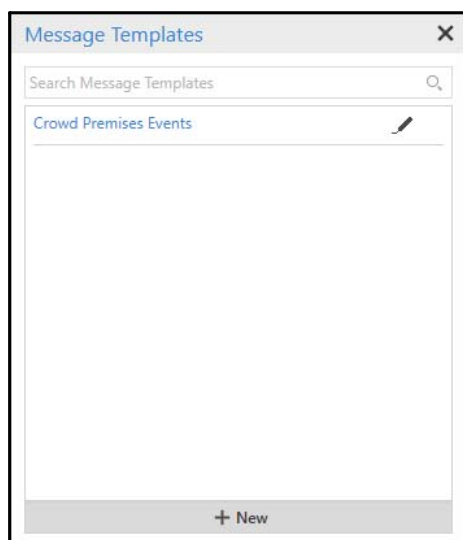 Message Templates
Search Message Templates
Crowd Premises Events
New